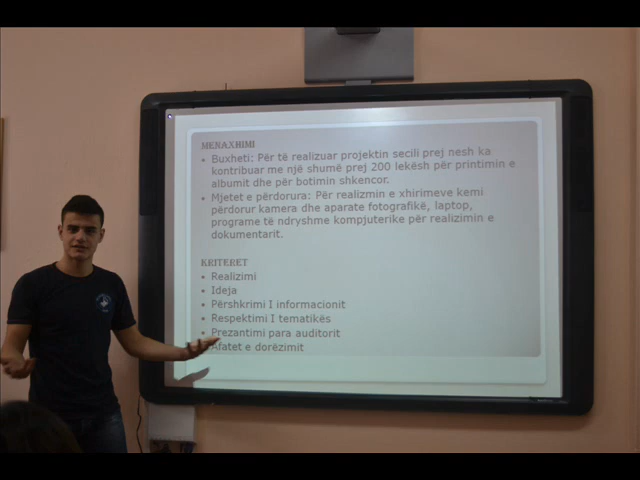 MENAXHIMI
• Buxheti: Për të realizuar projektin secili prej nesh ka
kontribuar me një shumë prej 200 lekësh për printimin e
albumit dhe për botimin shkencor.
• Mjetet e përdorura: Për realizmin e xhirimeve kemi
përdorur kamera dhe aparate fotografikë, laptop,
programe të ndryshme kompjuterike për realizimin e
dokumentarit.
KRITERET
• Realizimi
• Ideja
• Përshkrimi I informacionit
• Respektimi I tematikës
• Prezantimi para auditorit
Afatet e dorëzimit